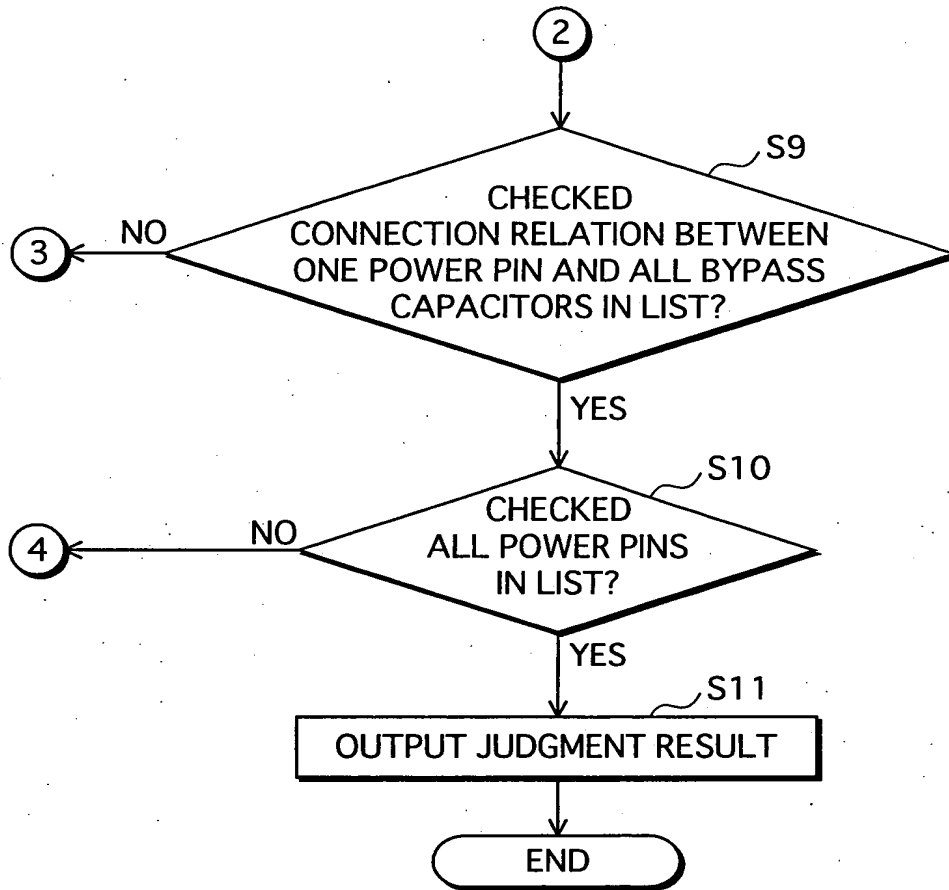 2
S9
CHECKED
CONNECTION RELATION BETWEEN
ONE POWER PIN AND ALL BYPASS
CAPACITORS IN LIST?
NO
3
YES
S10
CHECKED
ALL POWER PINS
IN LIST?
NO
4
YES
S11
OUTPUT JUDGMENT RESULT
END